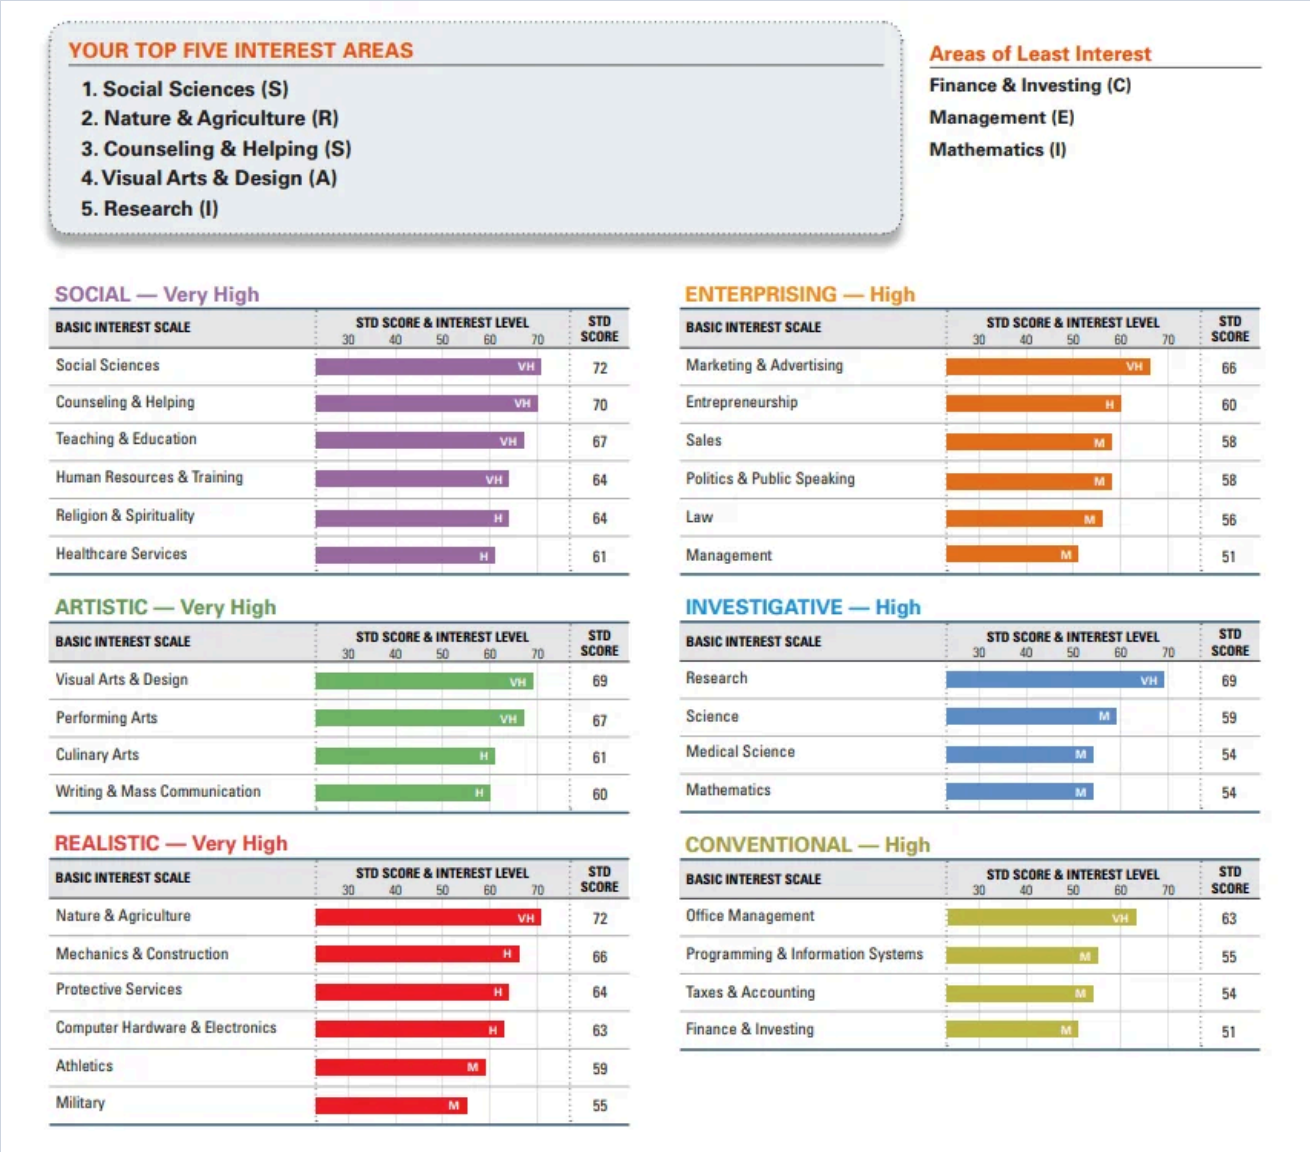 YOUR TOP FIVE INTEREST AREAS
1. Social Sciences (S)
2. Nature & Agriculture (R)
3. Counseling & Helping (S)
4. Visual Arts & Design (A)
5. Research (I)
Areas of Least Interest
Finance & Investing (C)
Management (E)
Mathematics (I)
SOCIAL — Very High
BASIC INTEREST SCALE STD SCORE & INTEREST LEVEL STD SCORE
30 40 50 60 70
Social Sciences VH 72
Counseling & Helping VH 70
Teaching & Education VH 67
Human Resources & Training VH 64
Religion & Spirituality H 64
Healthcare Services H 61
ENTERPRISING — High
BASIC INTEREST SCALE STD SCORE & INTEREST LEVEL STD SCORE
30 40 50 60 70
Marketing & Advertising VH 66
Entrepreneurship H 60
Sales M 58
Politics & Public Speaking M 58
Law M 56
Management M 51
ARTISTIC — Very High
BASIC INTEREST SCALE STD SCORE & INTEREST LEVEL STD SCORE
30 40 50 60 70
Visual Arts & Design VH 69
Performing Arts VH 67
Culinary Arts H 61
Writing & Mass Communication H 60
INVESTIGATIVE — High
BASIC INTEREST SCALE STD SCORE & INTEREST LEVEL STD SCORE
30 40 50 60 70
Research VH 69
Science M 59
Medical Science M 54
Mathematics M 54
REALISTIC — Very High
BASIC INTEREST SCALE STD SCORE & INTEREST LEVEL STD SCORE
30 40 50 60 70
Nature & Agriculture VH 72
Mechanics & Construction H 66
Protective Services H 64
Computer Hardware & Electronics H 63
Athletics M 59
Military M 55
CONVENTIONAL — High
BASIC INTEREST SCALE STD SCORE & INTEREST LEVEL STD SCORE
30 40 50 60 70
Office Management VH 63
Programming & Information Systems M 55
Taxes & Accounting M 54
Finance & Investing M 51